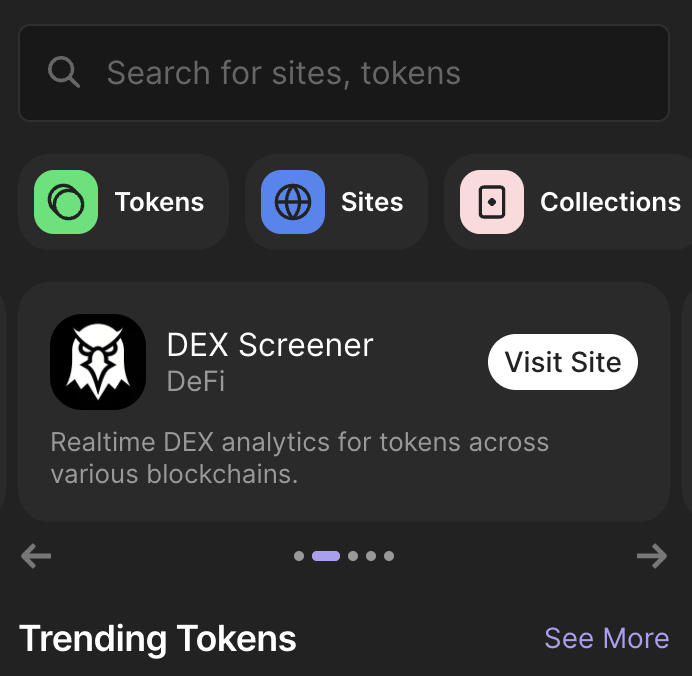 Search for sites, tokens
Tokens
Sites
Collections
DEX Screener
Visit Site
DeFi
Realtime DEX analytics for tokens across
various blockchains.
Trending Tokens
See More